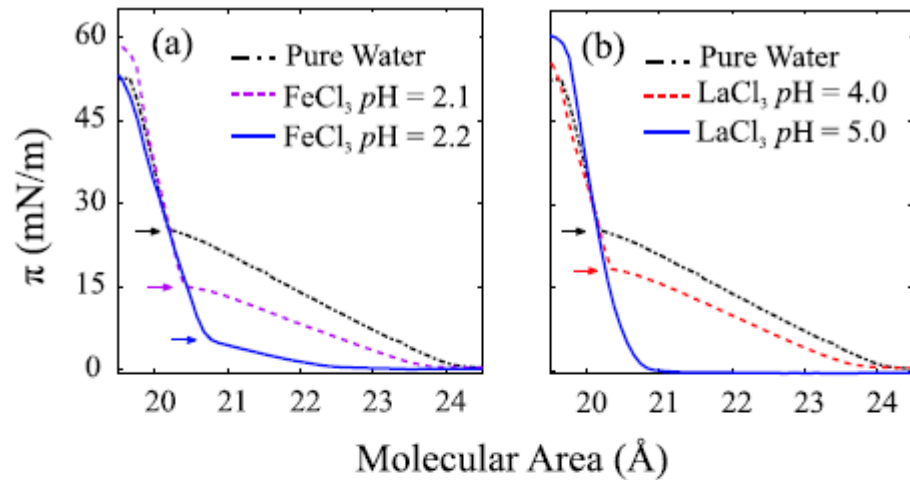 (a)
Pure Water
FeCl₃ pH = 2.1
FeCl₃ pH = 2.2
(b)
Pure Water
LaCl₃ pH = 4.0
LaCl₃ pH = 5.0
60
45
30
15
0
π (mN/m)
20 21 22 23 24
20 21 22 23 24
Molecular Area (Å)